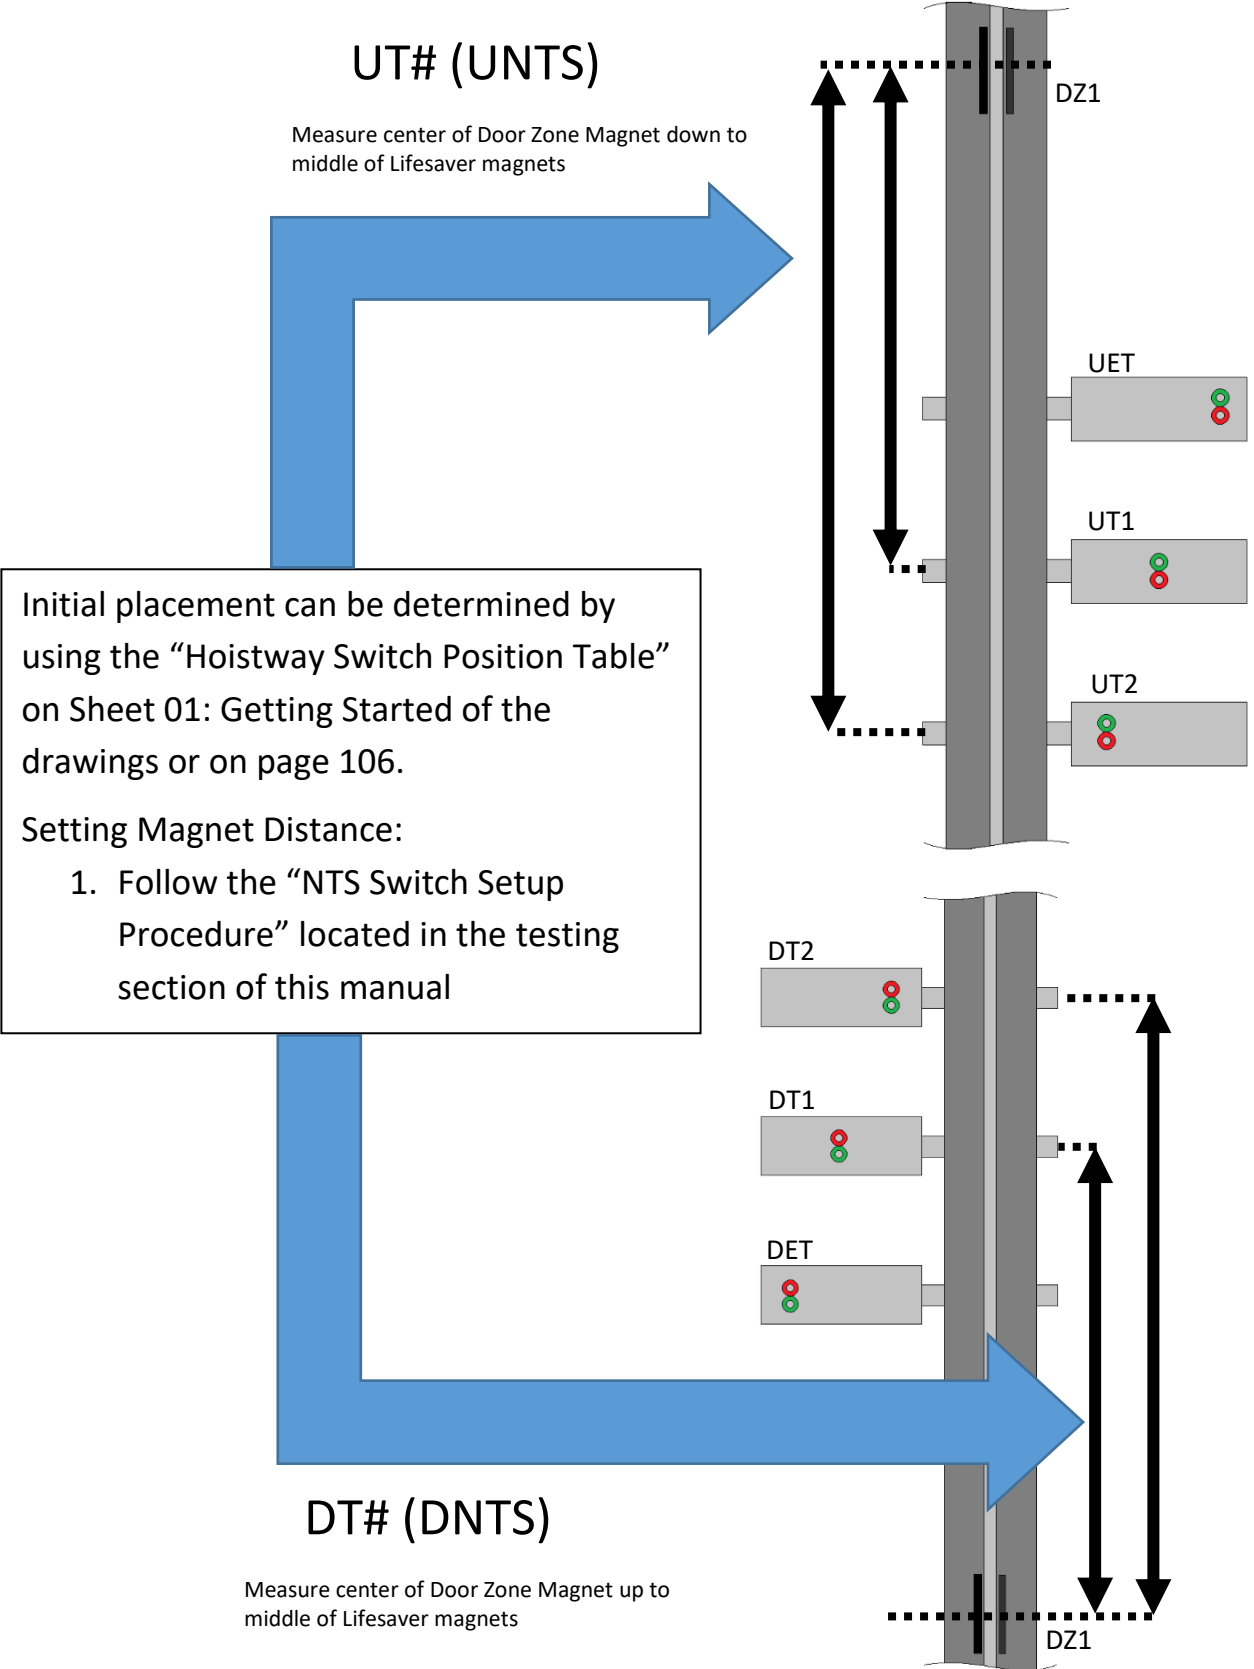 UT# (UNTS)
Measure center of Door Zone Magnet down to
middle of Lifesaver magnets
DZ1
UET
UT1
UT2
Initial placement can be determined by
using the “Hoistway Switch Position Table”
on Sheet 01: Getting Started of the
drawings or on page 106.
Setting Magnet Distance:
1. Follow the “NTS Switch Setup
Procedure” located in the testing
section of this manual
DT2
DT1
DET
DT# (DNTS)
Measure center of Door Zone Magnet up to
middle of Lifesaver magnets
DZ1